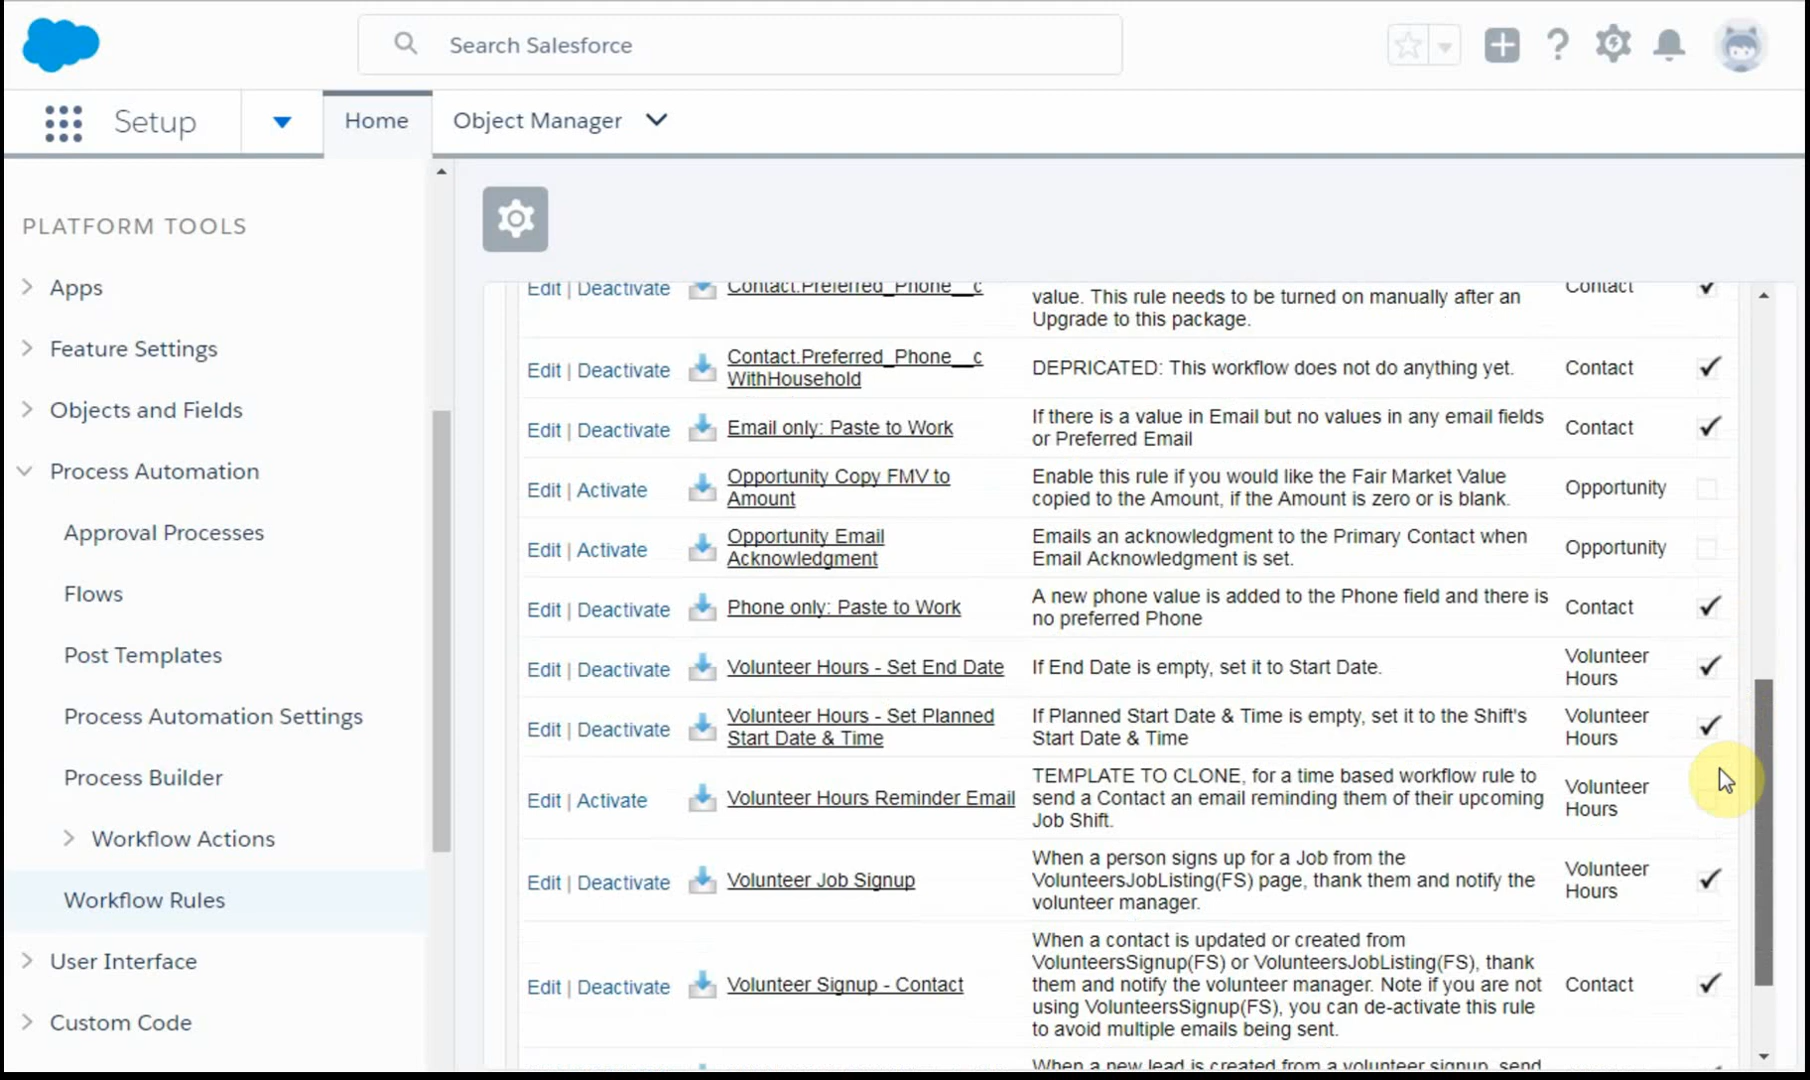 Search Salesforce
Setup
Home
Object Manager
PLATFORM TOOLS
Apps
Feature Settings
Objects and Fields
Process Automation
Approval Processes
Flows
Post Templates
Process Automation Settings
Process Builder
Workflow Actions
Workflow Rules
User Interface
Custom Code
Edit | Deactivate
Contact.Preferred_Phone__c
value. This rule needs to be turned on manually after an
Upgrade to this package.
Contact
Edit | Deactivate
Contact.Preferred_Phone__c
WithHousehold
DEPRICATED: This workflow does not do anything yet.
Contact
Edit | Deactivate
Email only: Paste to Work
If there is a value in Email but no values in any email fields
or Preferred Email
Contact
Edit | Activate
Opportunity Copy FMV to
Amount
Enable this rule if you would like the Fair Market Value
copied to the Amount, if the Amount is zero or is blank.
Opportunity
Edit | Activate
Opportunity Email
Acknowledgment
Emails an acknowledgment to the Primary Contact when
Email Acknowledgment is set.
Opportunity
Edit | Deactivate
Phone only: Paste to Work
A new phone value is added to the Phone field and there is
no preferred Phone
Contact
Edit | Deactivate
Volunteer Hours - Set End Date
If End Date is empty, set it to Start Date.
Volunteer
Hours
Edit | Deactivate
Volunteer Hours - Set Planned
Start Date & Time
If Planned Start Date & Time is empty, set it to the Shift's
Start Date & Time
Volunteer
Hours
Edit | Activate
Volunteer Hours Reminder Email
TEMPLATE TO CLONE, for a time based workflow rule to
send a Contact an email reminding them of their upcoming
Job Shift.
Volunteer
Hours
Edit | Deactivate
Volunteer Job Signup
When a person signs up for a Job from the
VolunteersJobListing(FS) page, thank them and notify the
volunteer manager.
Volunteer
Hours
Edit | Deactivate
Volunteer Signup - Contact
When a contact is updated or created from
VolunteersSignup(FS) or VolunteersJobListing(FS), thank
them and notify the volunteer manager. Note if you are not
using VolunteersSignup(FS), you can de-activate this rule
to avoid multiple emails being sent.
Contact
When a new lead is created from a volunteer signup, send